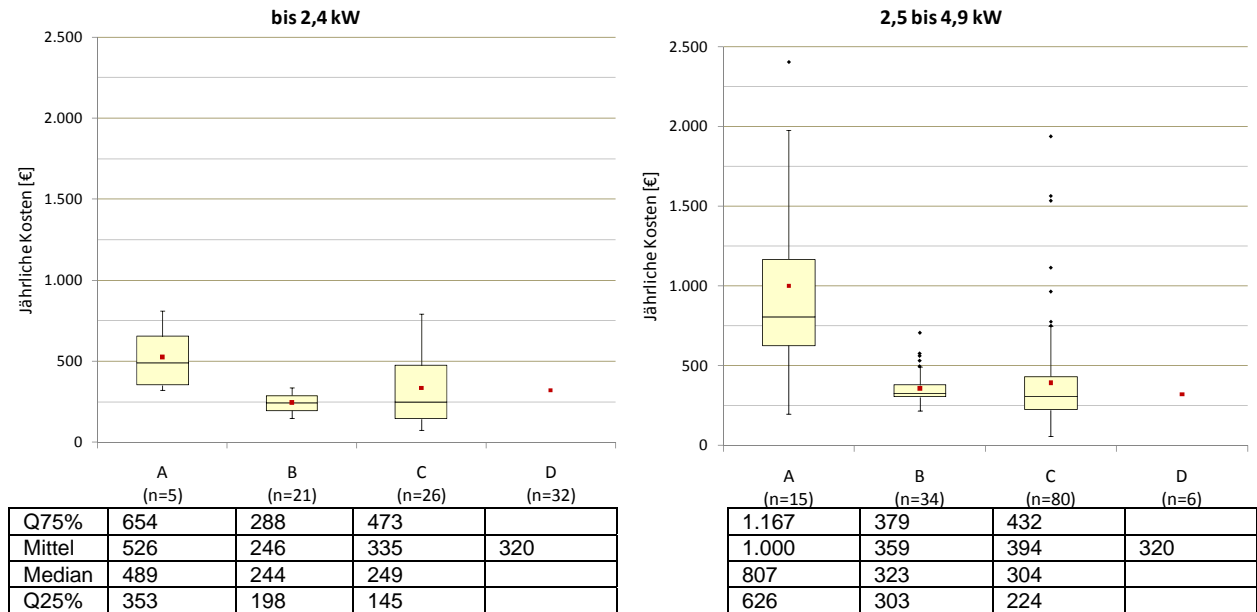 bis 2,4 kW
Jährliche Kosten [€]
2.500
2.000
1.500
1.000
500
0
A B C D
(n=5) (n=21) (n=26) (n=32)
Q75% 654 288 473
Mittel 526 246 335 320
Median 489 244 249
Q25% 353 198 145
2,5 bis 4,9 kW
Jährliche Kosten [€]
2.500
2.000
1.500
1.000
500
0
A B C D
(n=15) (n=34) (n=80) (n=6)
1.167 379 432
1.000 359 394 320
807 323 304
626 303 224